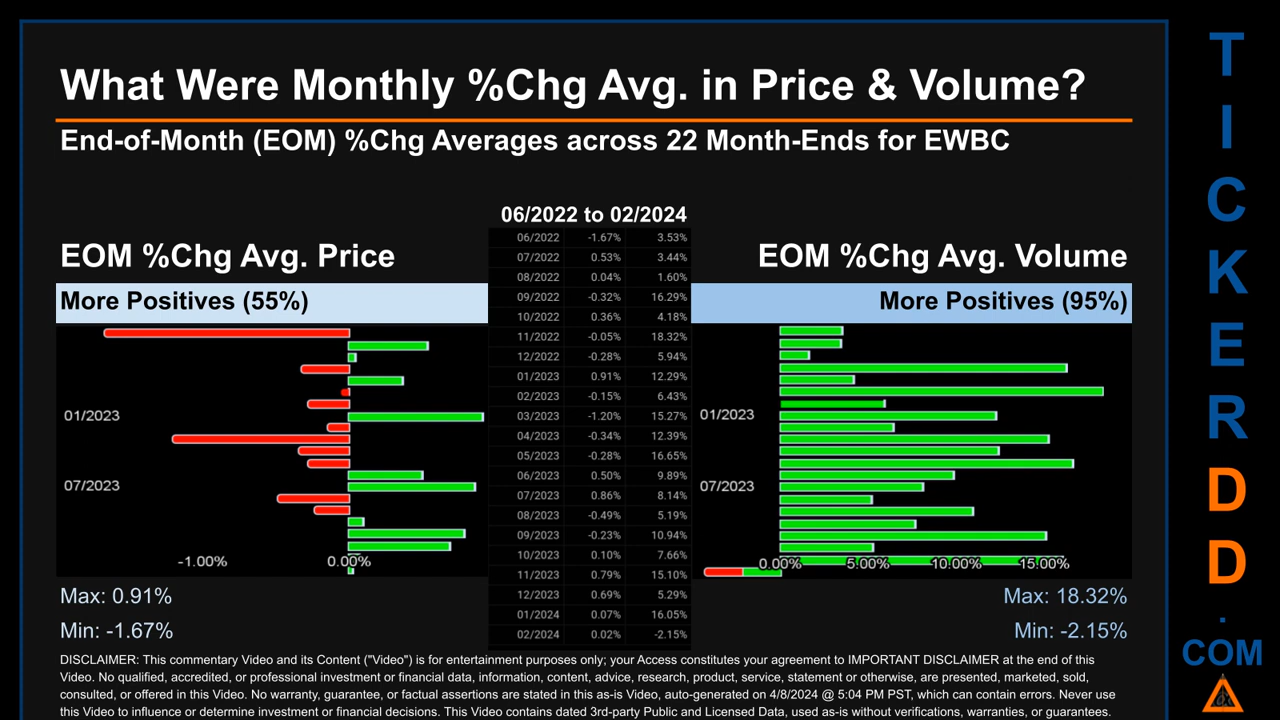 What Were Monthly %Chg Avg. in Price & Volume?
End-of-Month (EOM) %Chg Averages across 22 Month-Ends for EWBC
06/2022 to 02/2024
EOM %Chg Avg. Price
More Positives (55%)
01/2023
07/2023
-1.00% 0.00%
Max: 0.91%
Min: -1.67%
06/2022 -1.67% 3.53%
07/2022 0.53% 3.44%
08/2022 0.04% 1.60%
09/2022 -0.32% 16.29%
10/2022 0.36% 4.18%
11/2022 -0.05% 18.32%
12/2022 -0.28% 5.94%
01/2023 0.91% 12.29%
02/2023 -0.15% 6.43%
03/2023 -1.20% 15.27%
04/2023 -0.34% 12.39%
05/2023 -0.28% 16.65%
06/2023 0.50% 9.89%
07/2023 0.86% 8.14%
08/2023 -0.49% 5.19%
09/2023 -0.23% 10.94%
10/2023 0.10% 7.66%
11/2023 0.79% 15.10%
12/2023 0.69% 5.29%
01/2024 0.07% 16.05%
02/2024 0.02% -2.15%
EOM %Chg Avg. Volume
More Positives (95%)
01/2023
07/2023
0.00% 5.00% 10.00% 15.00%
Max: 18.32%
Min: -2.15%
DISCLAIMER: This commentary Video and its Content ("Video") is for entertainment purposes only; your Access constitutes your agreement to IMPORTANT DISCLAIMER at the end of this
Video. No qualified, accredited, or professional investment or financial data, information, content, advice, research, product, service, statement or otherwise, are presented, marketed, sold,
consulted, or offered in this Video. No warranty, guarantee, or factual assertions are stated in this as-is Video, auto-generated on 4/8/2024 @ 5:04 PM PST, which can contain errors. Never use
this Video to influence or determine investment or financial decisions. This Video contains dated 3rd-party Public and Licensed Data, used as-is without verifications, warranties, or guarantees.
T
I
C
K
E
R
D
D
.
COM